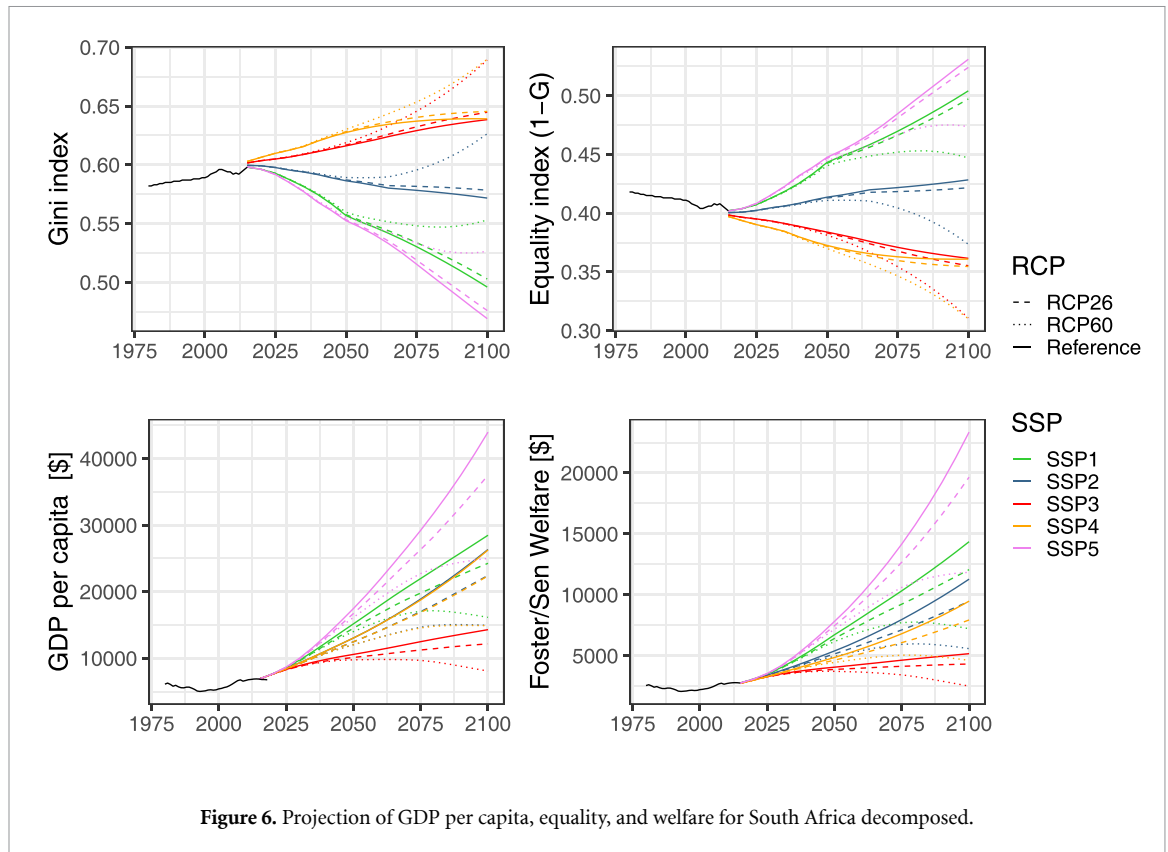 Gini index
0.70
0.65
0.60
0.55
0.50
1975 2000 2025 2050 2075 2100
Equality index (1−G)
0.50
0.45
0.40
0.35
0.30
1975 2000 2025 2050 2075 2100
GDP per capita [$]
40000
30000
20000
10000
1975 2000 2025 2050 2075 2100
Foster/Sen Welfare [$]
20000
15000
10000
5000
1975 2000 2025 2050 2075 2100
RCP
RCP26
RCP60
Reference
SSP
SSP1
SSP2
SSP3
SSP4
SSP5
Figure 6. Projection of GDP per capita, equality, and welfare for South Africa decomposed.